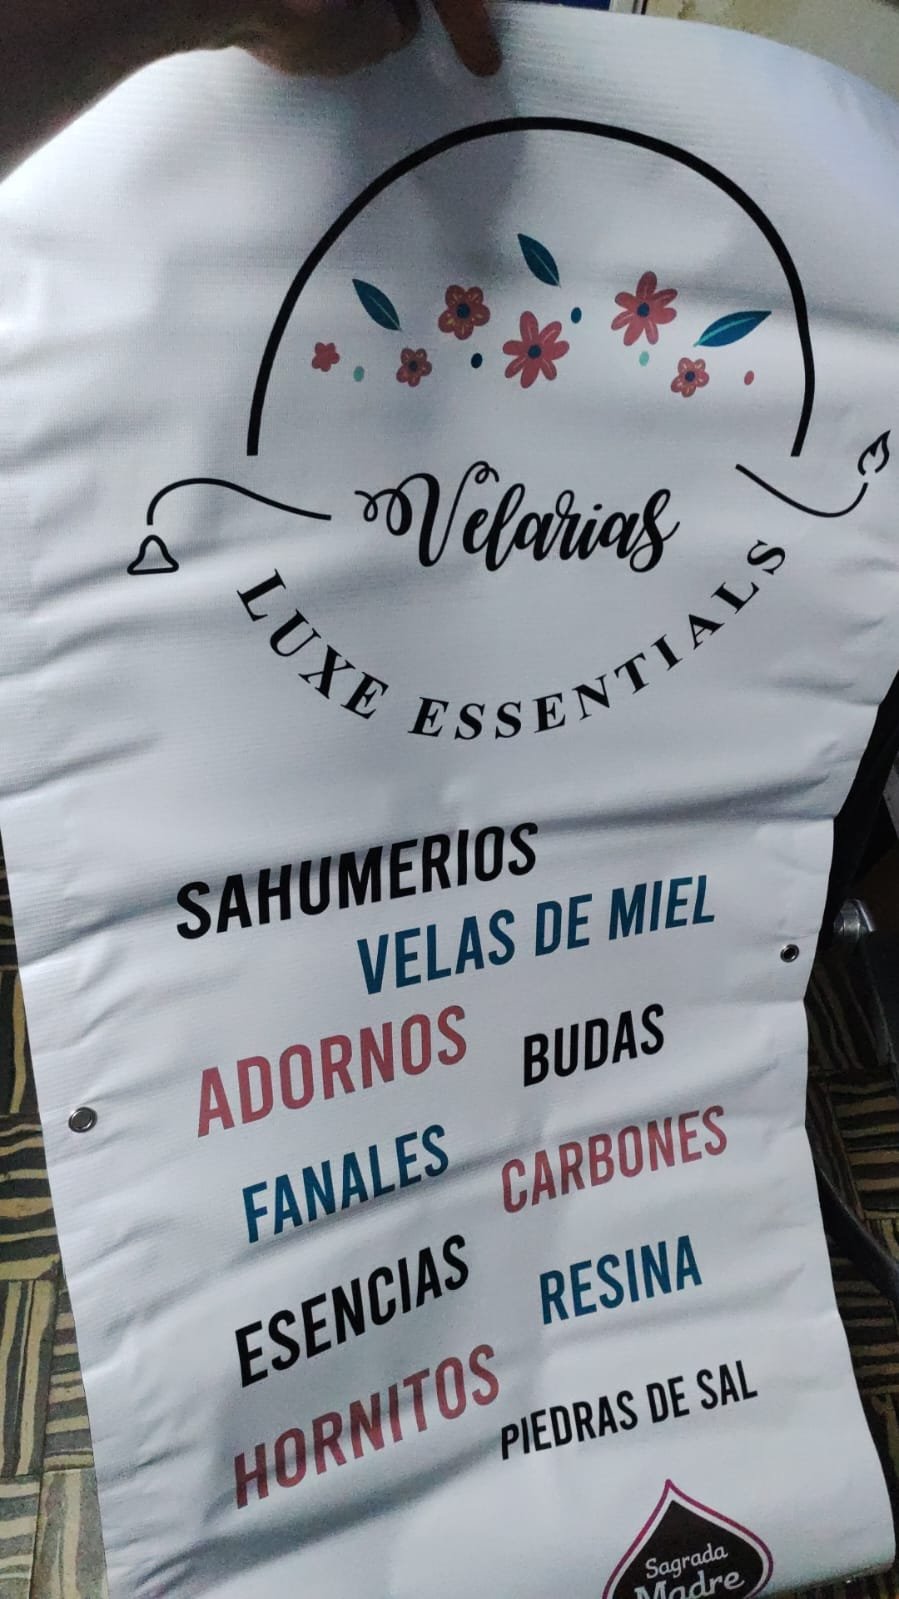 Velarias
LUXE ESSENTIALS
SAHUMERIOS
VELAS DE MIEL
ADORNOS
BUDAS
FANALES
CARBONES
ESENCIAS
RESINA
HORNITOS
PIEDRAS DE SAL
Sagrada
Madre